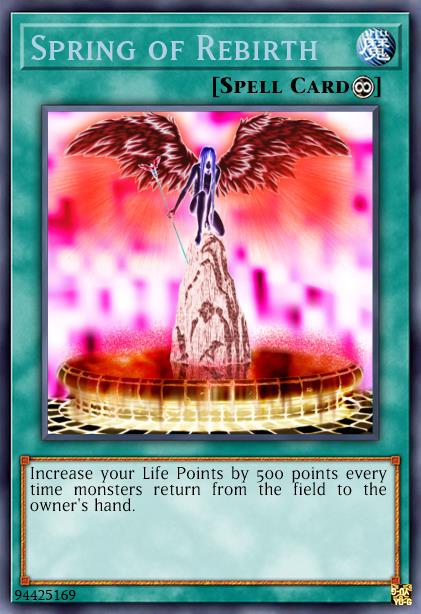 Spring of Rebirth
魔
[Spell Card∞]
Increase your Life Points by 500 points every
time monsters return from the field to the
owner's hand.
94425169